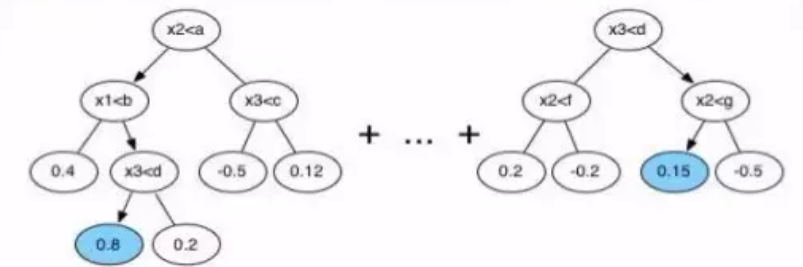 x2<a x3<d
x1<b x3<c x2<f x2<g
+ ... +
0.4 x3<d -0.5 0.12 0.2 -0.2 0.15 -0.5
0.8 0.2